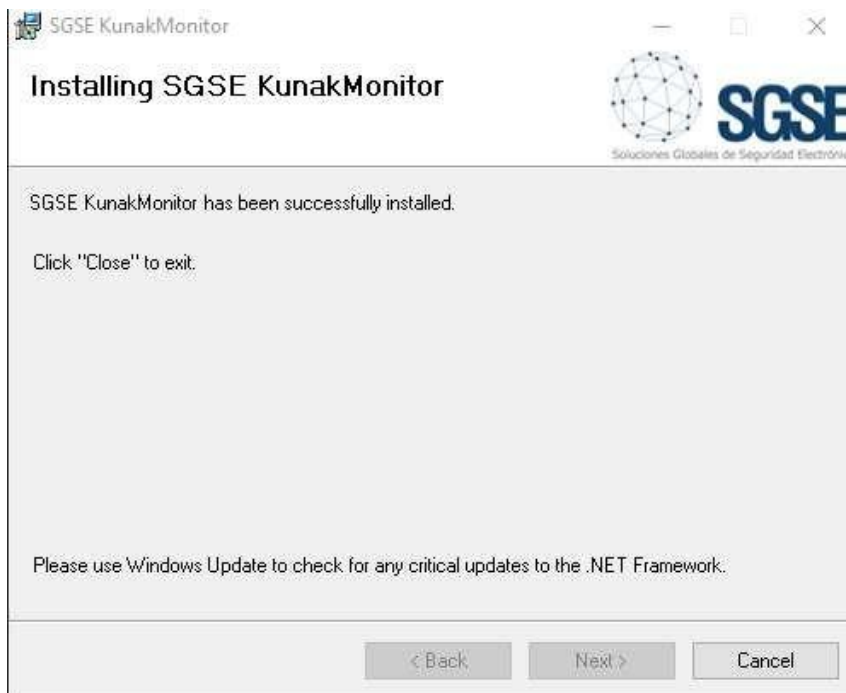 SGSE KunakMonitor
Installing SGSE KunakMonitor
SGSE
Soluciones Globales de Seguridad Electróni
SGSE KunakMonitor has been successfully installed.
Click "Close" to exit.
Please use Windows Update to check for any critical updates to the .NET Framework.
< Back
Next >
Cancel